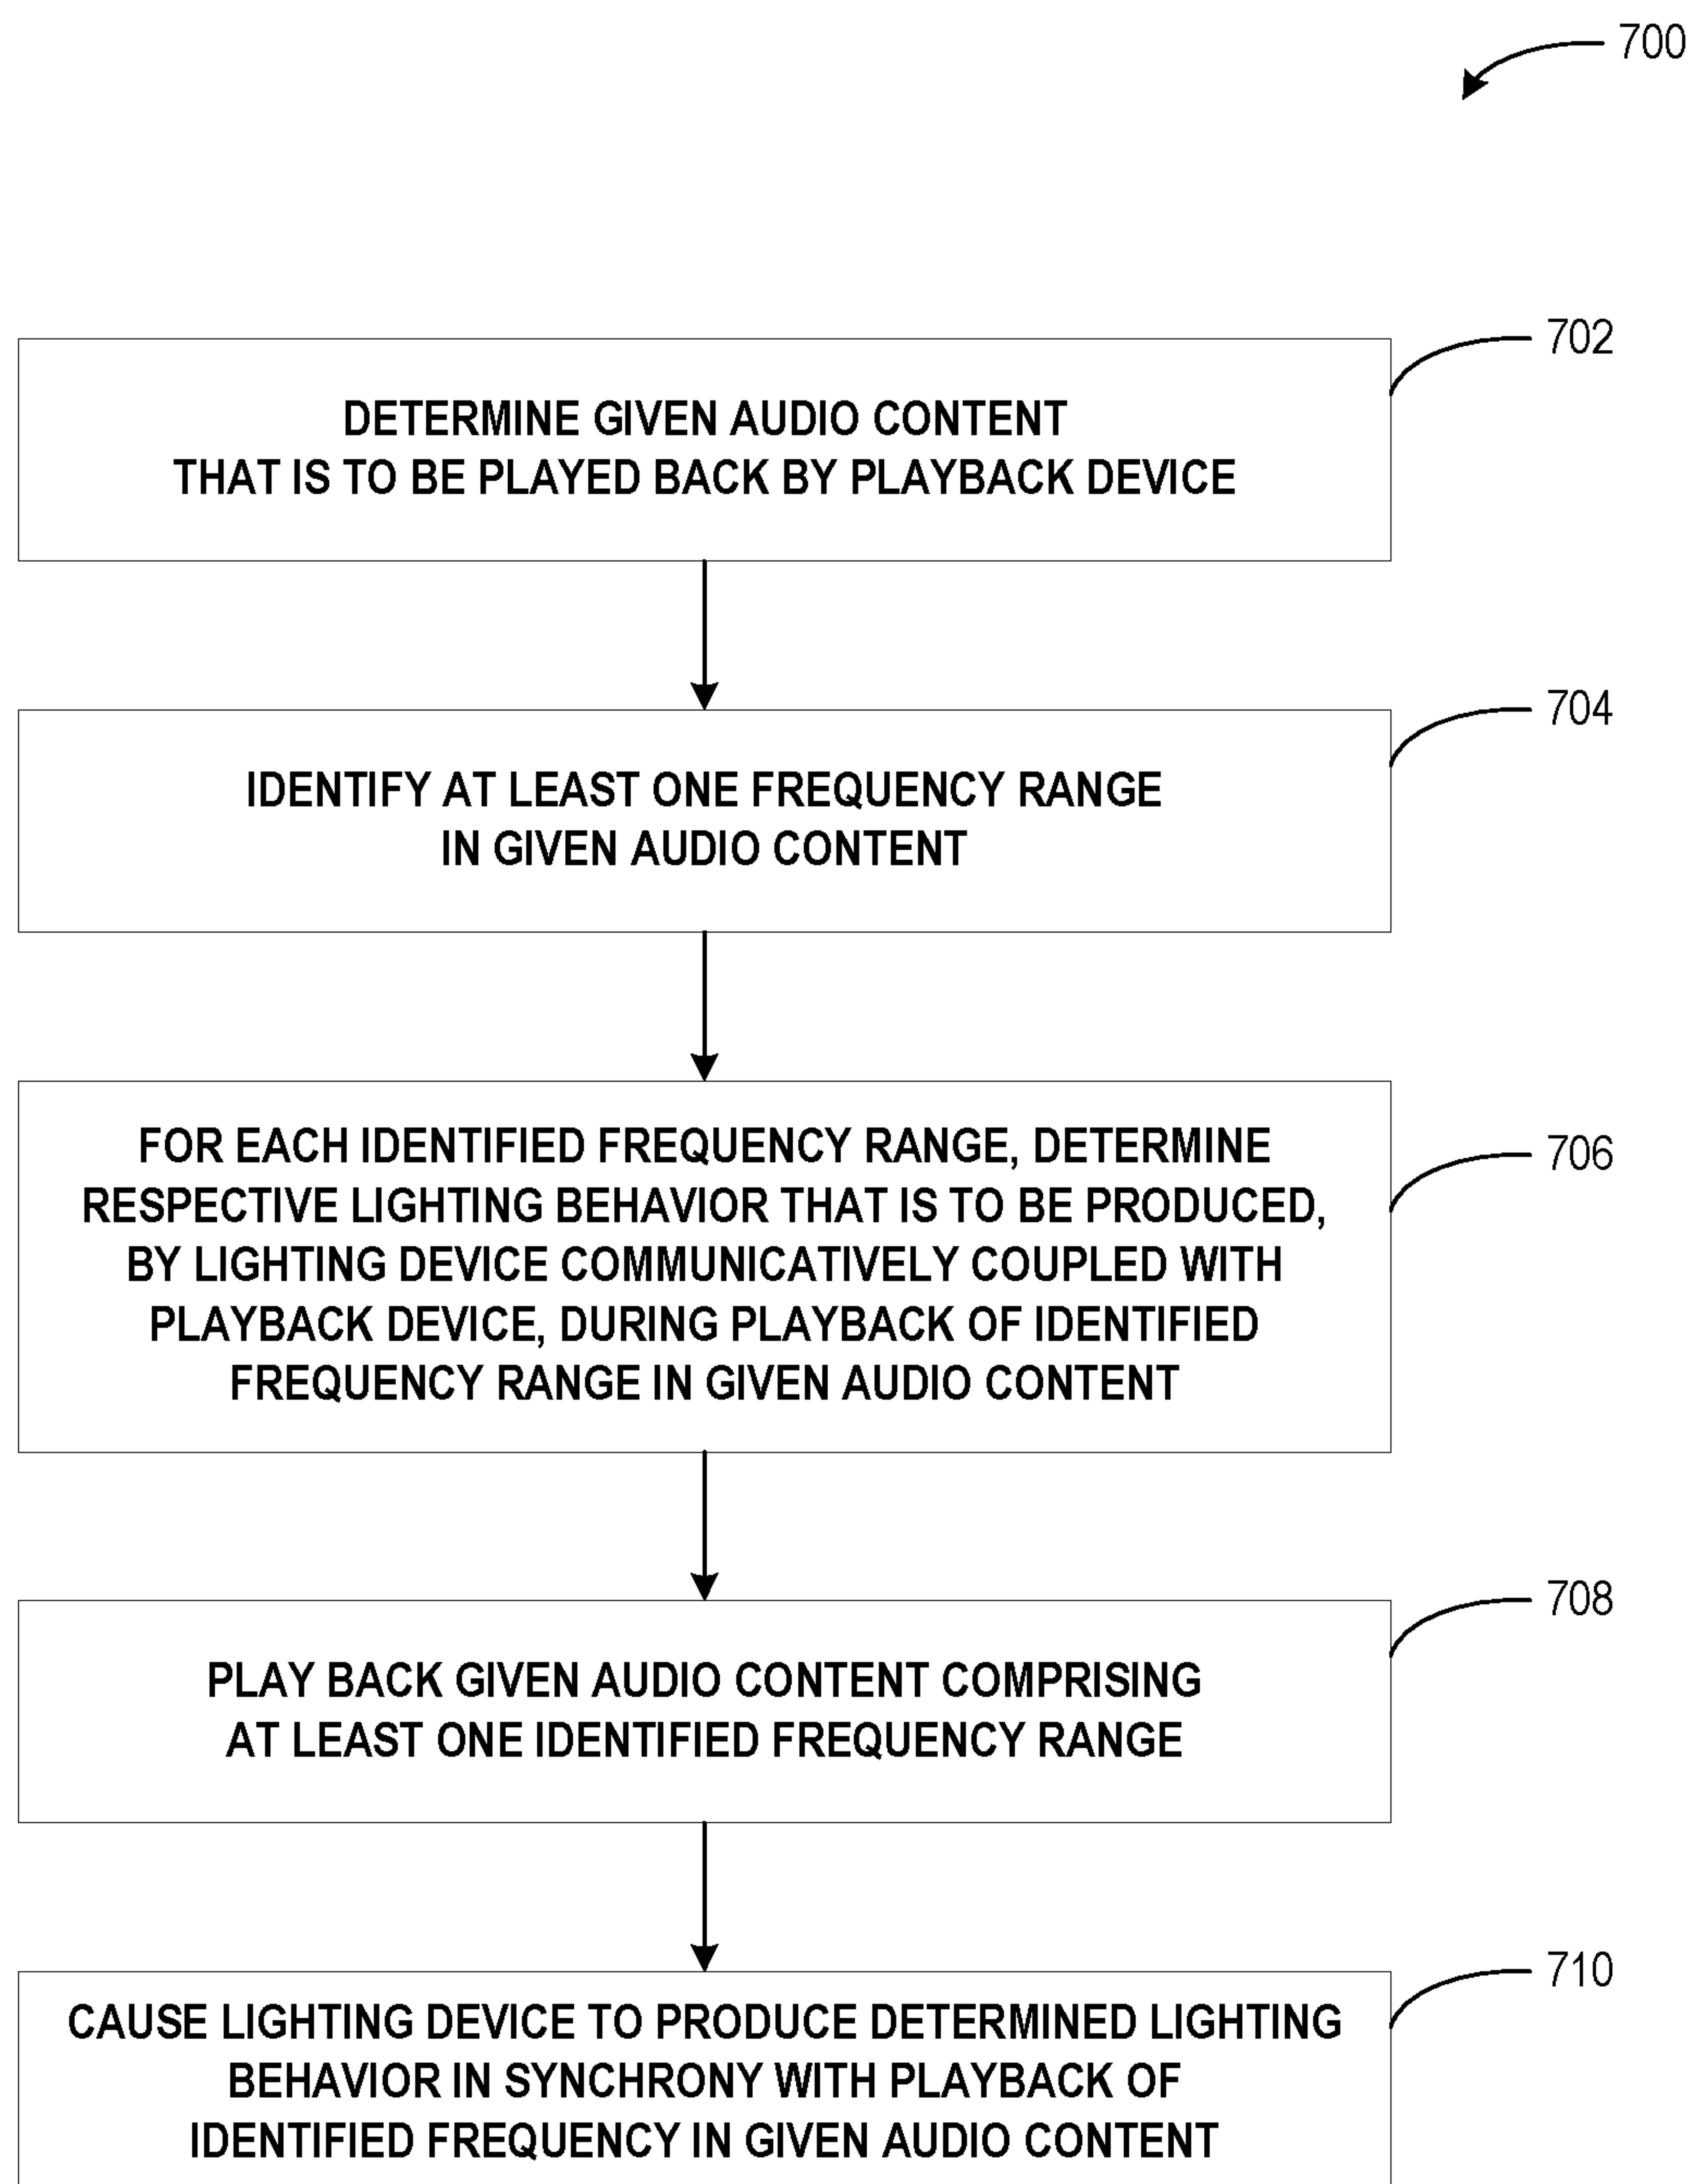 700
702
DETERMINE GIVEN AUDIO CONTENT
THAT IS TO BE PLAYED BACK BY PLAYBACK DEVICE
704
IDENTIFY AT LEAST ONE FREQUENCY RANGE
IN GIVEN AUDIO CONTENT
706
FOR EACH IDENTIFIED FREQUENCY RANGE, DETERMINE
RESPECTIVE LIGHTING BEHAVIOR THAT IS TO BE PRODUCED,
BY LIGHTING DEVICE COMMUNICATIVELY COUPLED WITH
PLAYBACK DEVICE, DURING PLAYBACK OF IDENTIFIED
FREQUENCY RANGE IN GIVEN AUDIO CONTENT
708
PLAY BACK GIVEN AUDIO CONTENT COMPRISING
AT LEAST ONE IDENTIFIED FREQUENCY RANGE
710
CAUSE LIGHTING DEVICE TO PRODUCE DETERMINED LIGHTING
BEHAVIOR IN SYNCHRONY WITH PLAYBACK OF
IDENTIFIED FREQUENCY IN GIVEN AUDIO CONTENT